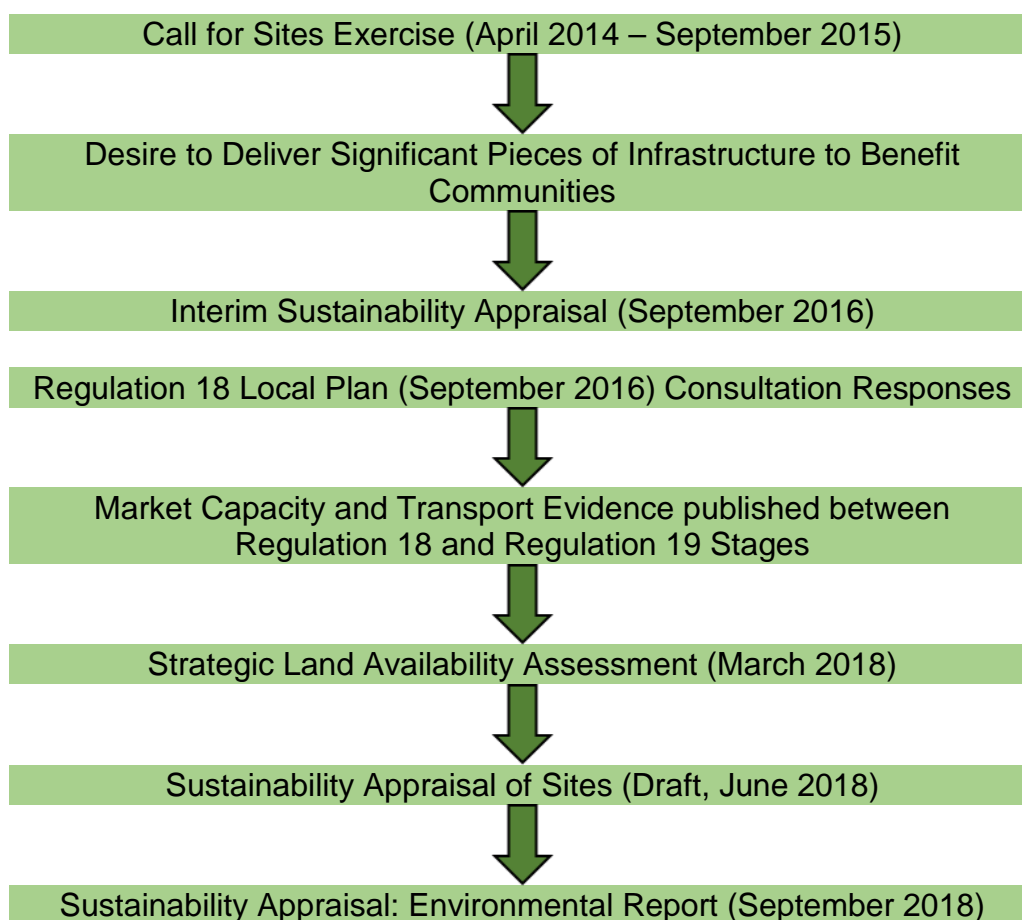 Call for Sites Exercise (April 2014 – September 2015)
Desire to Deliver Significant Pieces of Infrastructure to Benefit
Communities
Interim Sustainability Appraisal (September 2016)
Regulation 18 Local Plan (September 2016) Consultation Responses
Market Capacity and Transport Evidence published between
Regulation 18 and Regulation 19 Stages
Strategic Land Availability Assessment (March 2018)
Sustainability Appraisal of Sites (Draft, June 2018)
Sustainability Appraisal: Environmental Report (September 2018)